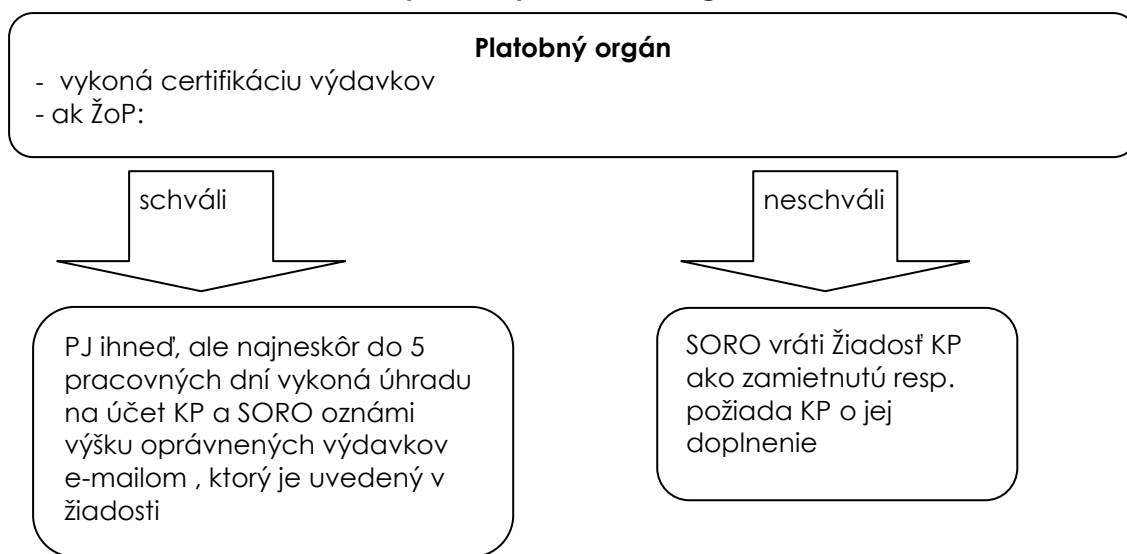 Platobný orgán
- vykoná certifikáciu výdavkov
- ak ŽoP:
schváli
neschváli
PJ ihneď, ale najneskôr do 5
pracovných dní vykoná úhradu
na účet KP a SORO oznámi
výšku oprávnených výdavkov
e-mailom , ktorý je uvedený v
žiadosti
SORO vráti Žiadosť KP
ako zamietnutú resp.
požiada KP o jej
doplnenie